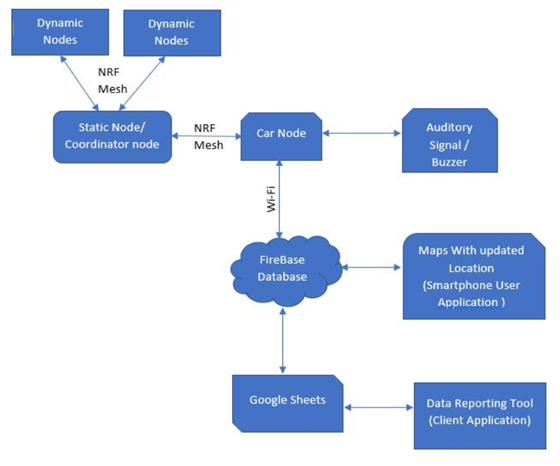 Dynamic
Nodes
Dynamic
Nodes
NRF
Mesh
Static Node/
Coordinator node
NRF
Mesh
Car Node
Auditory
Signal /
Buzzer
Wi-Fi
FireBase
Database
Maps With updated
Location
(Smartphone User
Application )
Google Sheets
Data Reporting Tool
(Client Application)